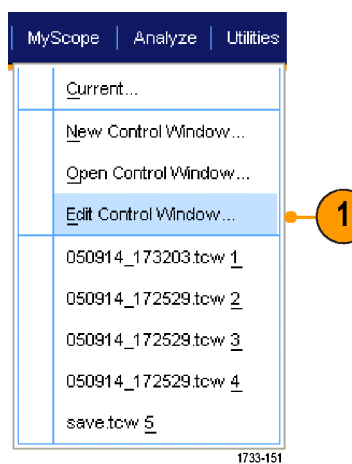 MyScope | Analyze | Utilities
Current...
New Control Window...
Open Control Window...
Edit Control Window...
1
050914_173203.tcw 1
050914_172529.tcw 2
050914_172529.tcw 3
050914_172529.tcw 4
save.tcw 5
1733-151